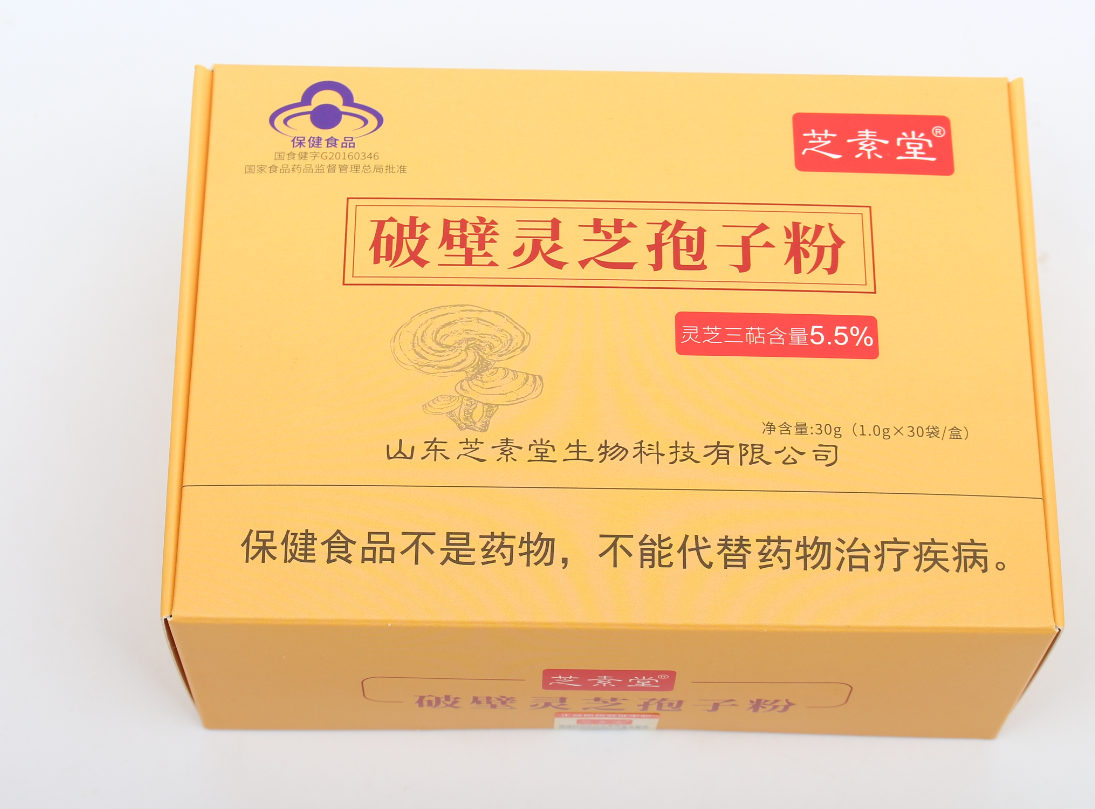 保健食品
国食健字G20160346
国家食品药品监督管理总局批准
芝素堂®
破壁灵芝孢子粉
灵芝三萜含量5.5%
净含量:30g（1.0g×30袋/盒）
山东芝素堂生物科技有限公司
保健食品不是药物，不能代替药物治疗疾病。
芝素堂®
破壁灵芝孢子粉